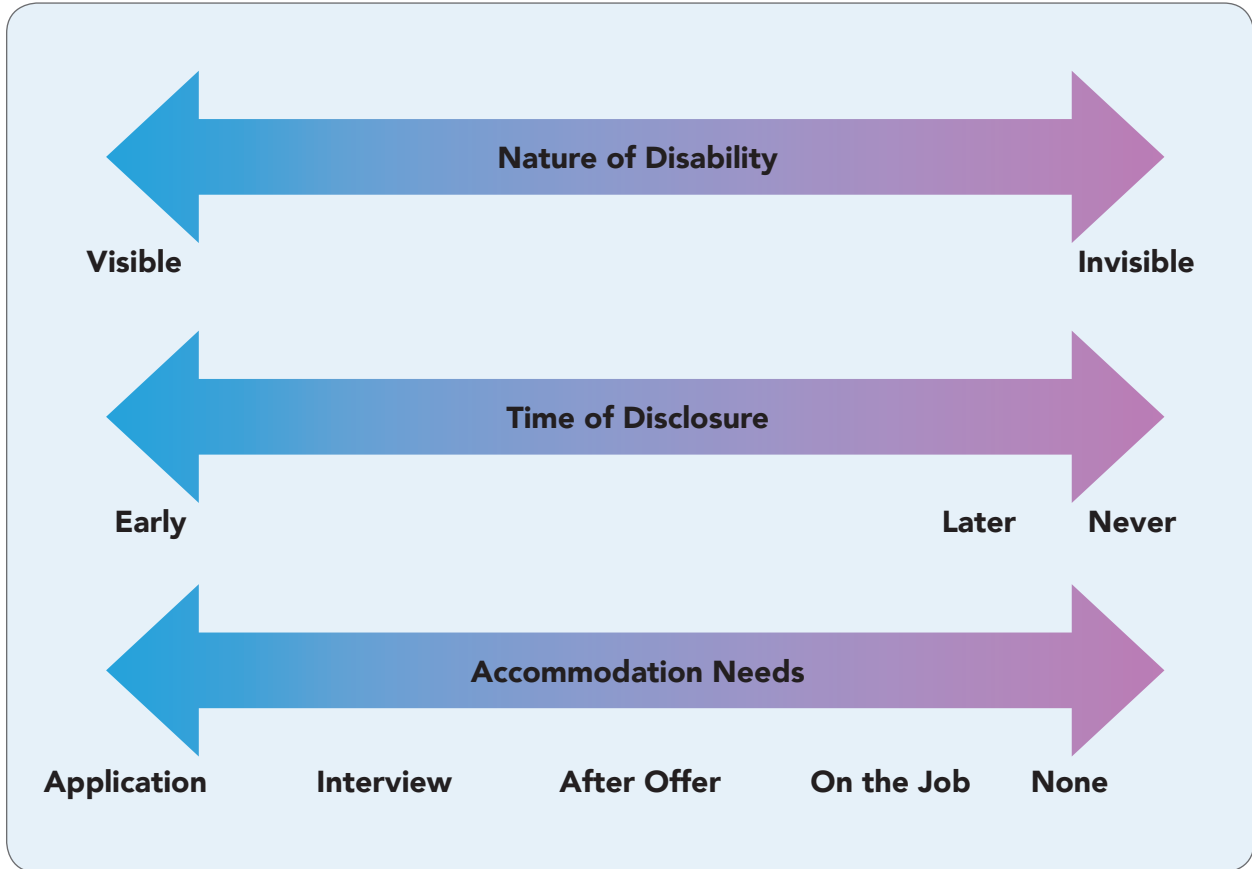 Nature of Disability
Visible Invisible
Time of Disclosure
Early Later Never
Accommodation Needs
Application Interview After Offer On the Job None